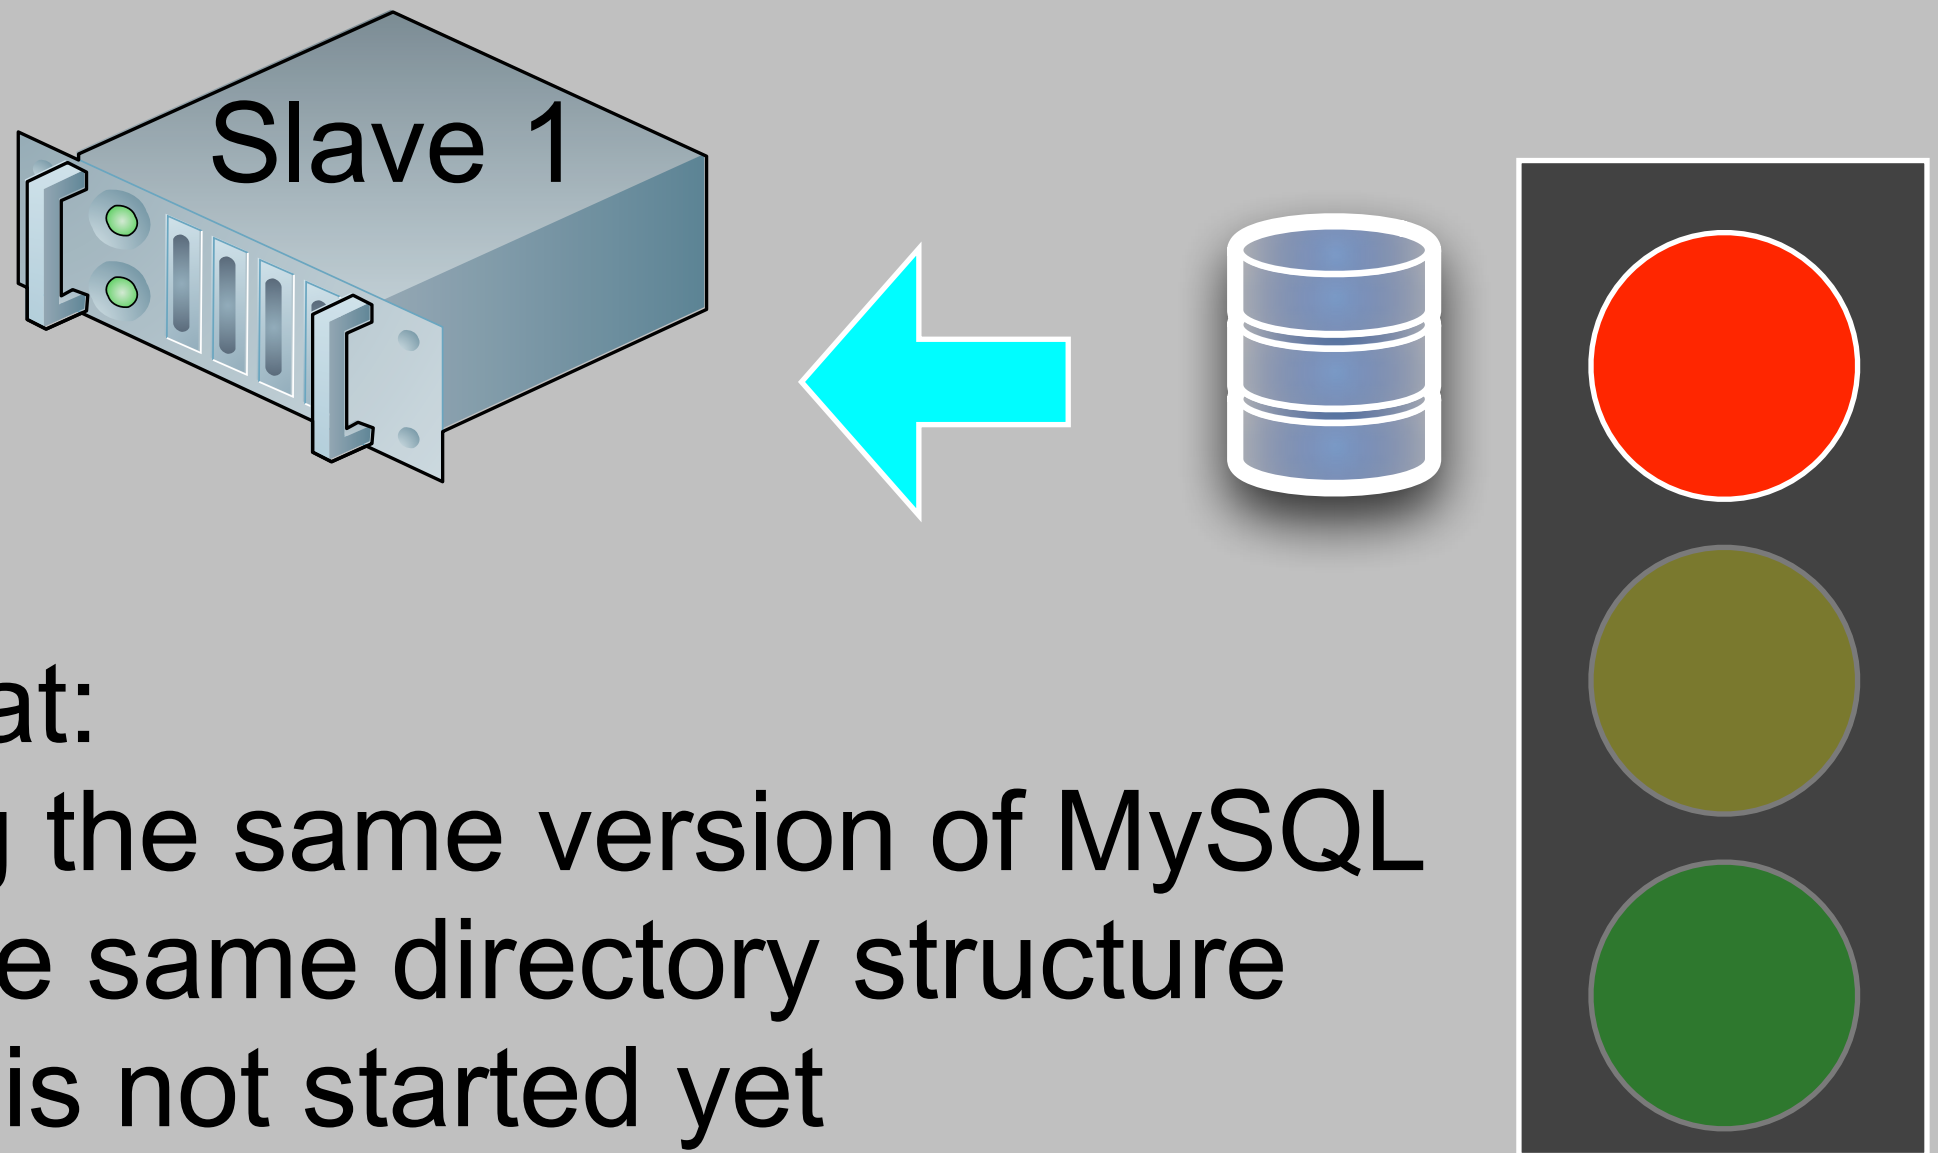 Slave 1
at:
g the same version of MySQL
e same directory structure
is not started yet